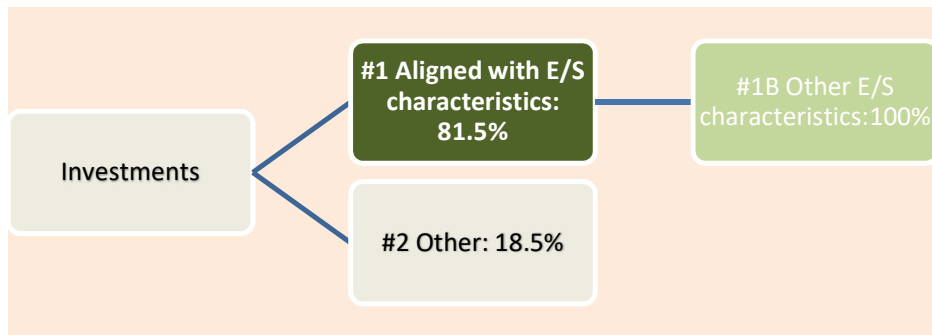 #1 Aligned with E/S
characteristics:
81.5%
#1B Other E/S
characteristics:100%
Investments
#2 Other: 18.5%